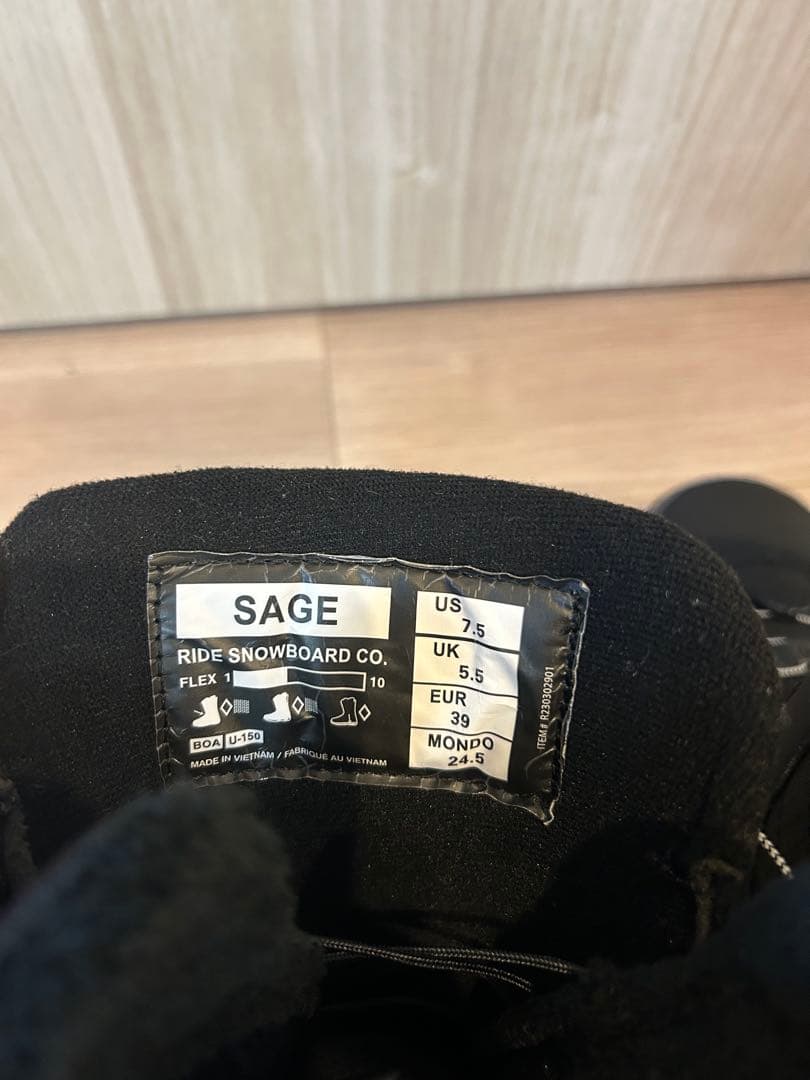 SAGE
RIDE SNOWBOARD CO.
FLEX 1 10
BOA U-150
MADE IN VIETNAM / FABRIQUÉ AU VIETNAM
US
7.5
UK
5.5
EUR
39
MONDO
24.5
ITEM# R230302901